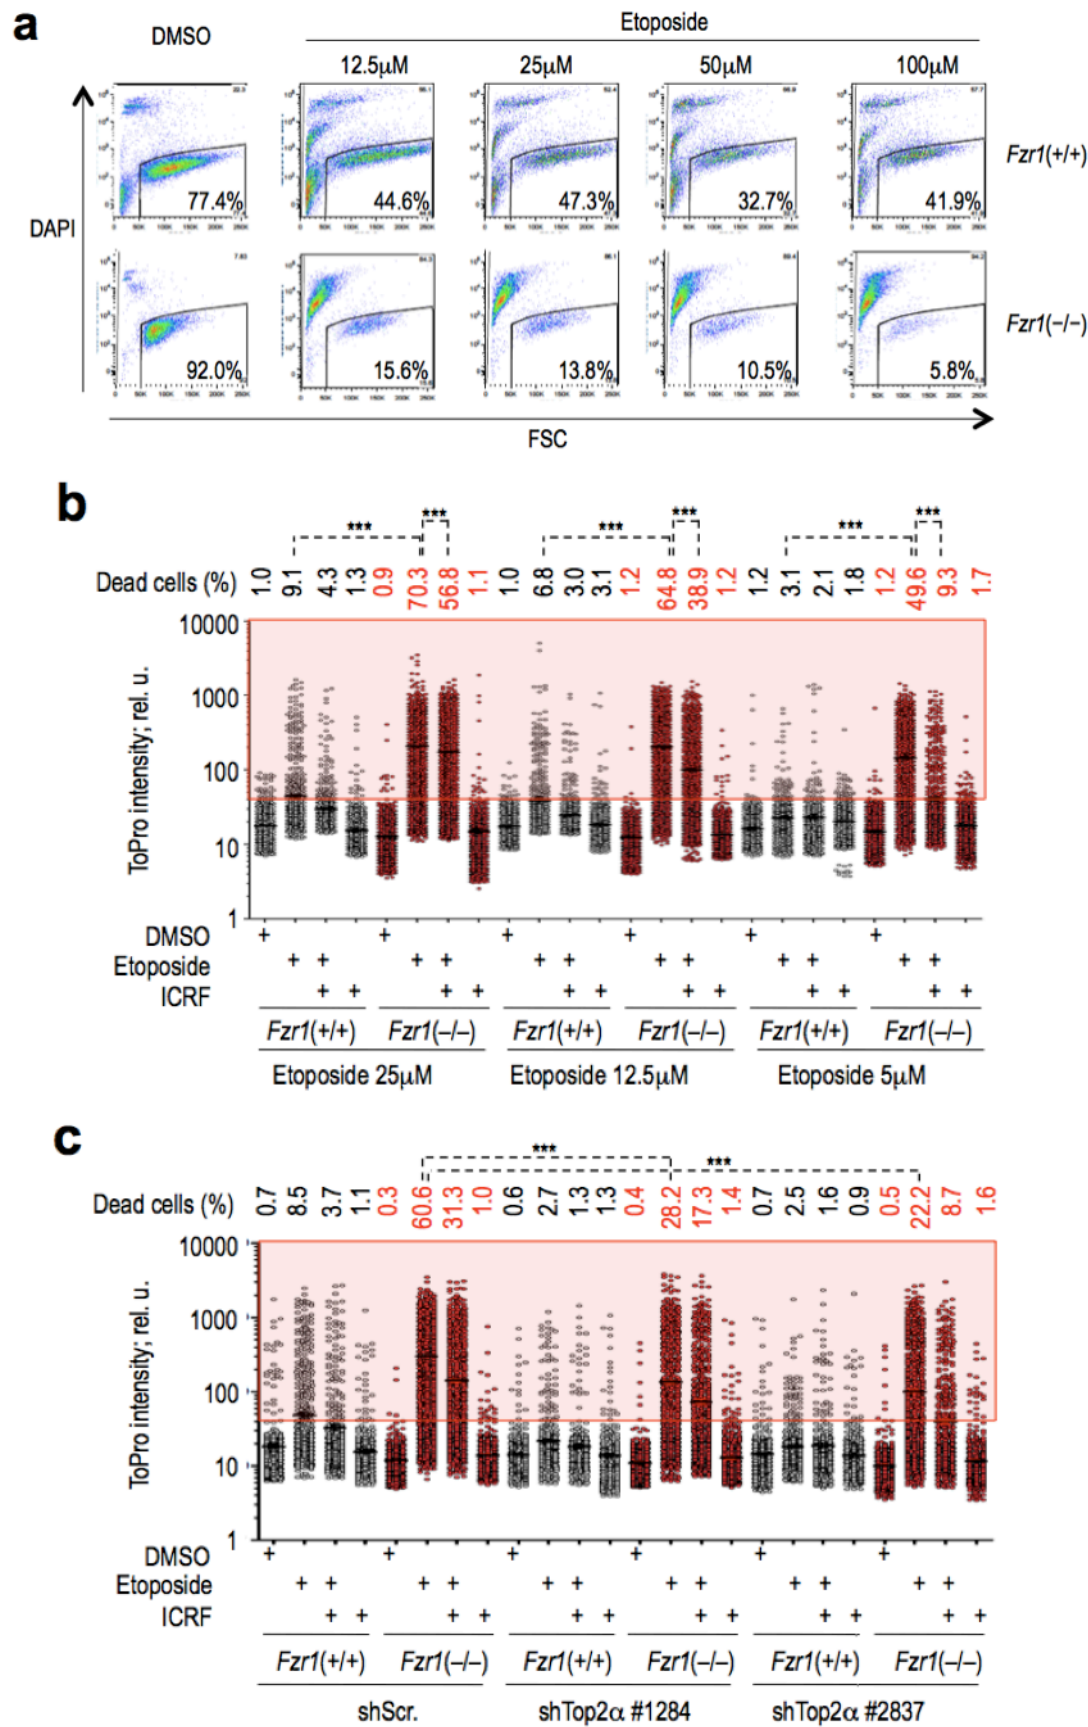 a
DMSO
Etoposide
12.5µM 25µM 50µM 100µM
77.4% 44.6% 47.3% 32.7% 41.9%
Fzr1(+/+)
DAPI
92.0% 15.6% 13.8% 10.5% 5.8%
Fzr1(–/–)
FSC
b
*** *** *** *** *** ***
Dead cells (%) 1.0 9.1 4.3 1.3 0.9 70.3 56.8 1.1 1.0 6.8 3.0 3.1 1.2 64.8 38.9 1.2 1.2 3.1 2.1 1.8 1.2 49.6 9.3 1.7
ToPro intensity; rel. u.
10000
1000
100
10
1
DMSO + + + + + +
Etoposide + + + + + + + + + + + +
ICRF + + + + + + + + + + + +
Fzr1(+/+) Fzr1(–/–) Fzr1(+/+) Fzr1(–/–) Fzr1(+/+) Fzr1(–/–)
Etoposide 25µM Etoposide 12.5µM Etoposide 5µM
c
*** ***
Dead cells (%) 0.7 8.5 3.7 1.1 0.3 60.6 31.3 1.0 0.6 2.7 1.3 1.3 0.4 28.2 17.3 1.4 0.7 2.5 1.6 0.9 0.5 22.2 8.7 1.6
ToPro intensity; rel. u.
10000
1000
100
10
1
DMSO + + + + + +
Etoposide + + + + + + + + + + + +
ICRF + + + + + + + + + + + +
Fzr1(+/+) Fzr1(–/–) Fzr1(+/+) Fzr1(–/–) Fzr1(+/+) Fzr1(–/–)
shScr. shTop2α #1284 shTop2α #2837